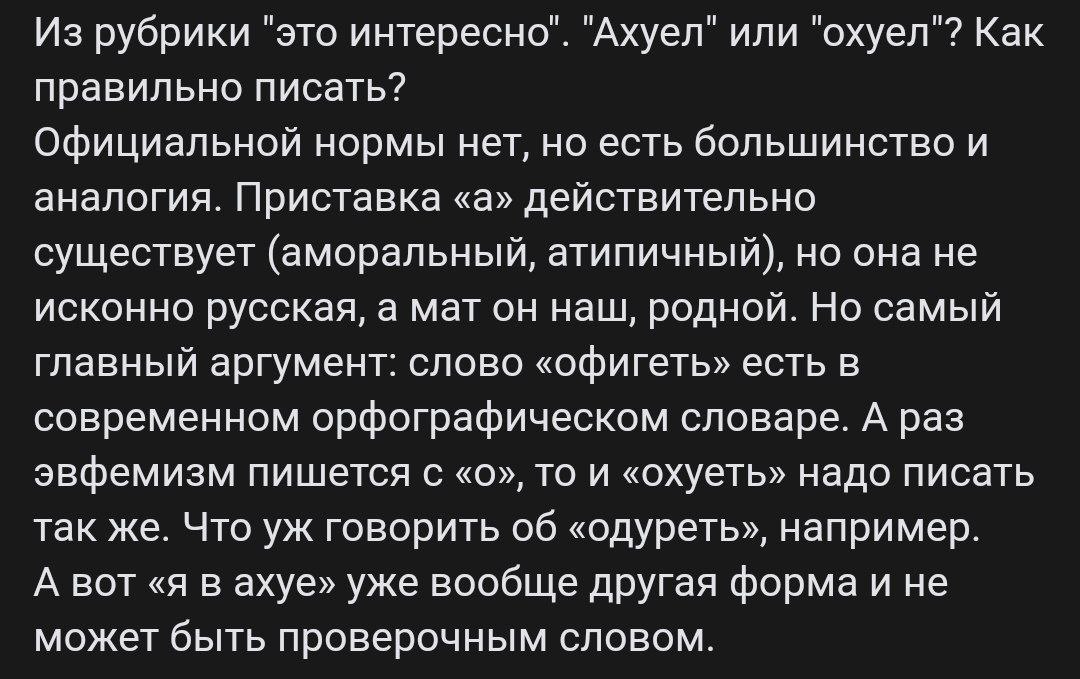 Из рубрики "это интересно". "Ахуел" или "охуел"? Как
правильно писать?
Официальной нормы нет, но есть большинство и
аналогия. Приставка «а» действительно
существует (аморальный, атипичный), но она не
исконно русская, а мат он наш, родной. Но самый
главный аргумент: слово «офигеть» есть в
современном орфографическом словаре. А раз
эвфемизм пишется с «о», то и «охуеть» надо писать
так же. Что уж говорить об «одуреть», например.
А вот «я в ахуе» уже вообще другая форма и не
может быть проверочным словом.